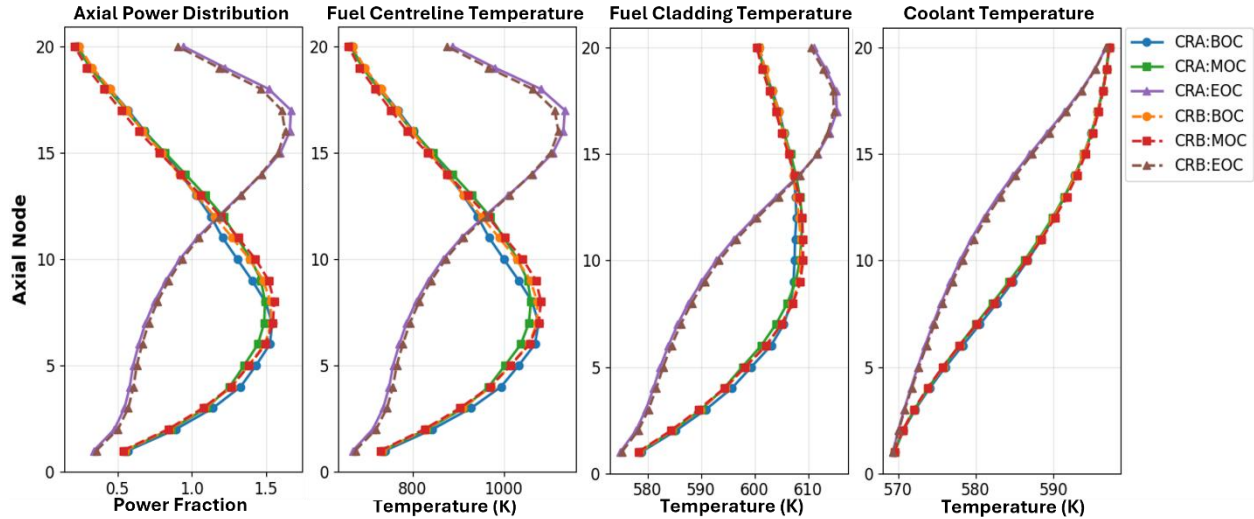 Axial Power Distribution
Fuel Centreline Temperature
Fuel Cladding Temperature
Coolant Temperature
Axial Node
20
15
10
5
0
0.5 1.0 1.5
Power Fraction
20
15
10
5
0
800 1000
Temperature (K)
20
15
10
5
0
580 590 600 610
Temperature (K)
20
15
10
5
0
570 580 590
Temperature (K)
CRA:BOC
CRA:MOC
CRA:EOC
CRB:BOC
CRB:MOC
CRB:EOC